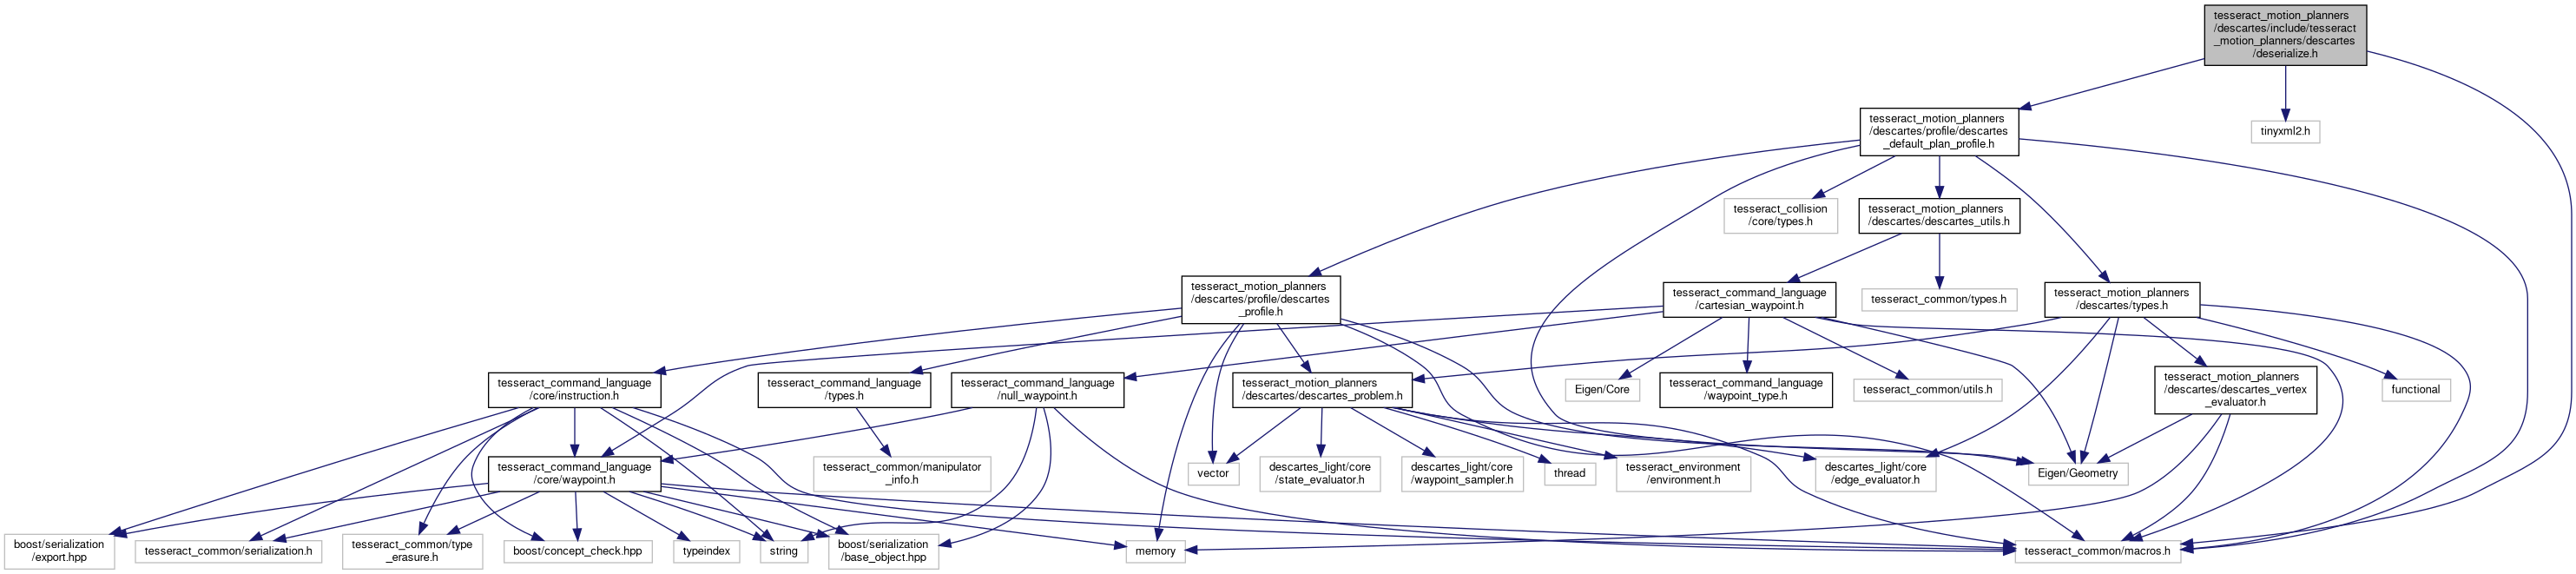 tesseract_motion_planners
/descartes/include/tesseract
_motion_planners/descartes
/deserialize.h
tesseract_motion_planners
/descartes/profile/descartes
_default_plan_profile.h
tinyxml2.h
tesseract_collision
/core/types.h
tesseract_motion_planners
/descartes/descartes_utils.h
tesseract_motion_planners
/descartes/profile/descartes
_profile.h
tesseract_command_language
/cartesian_waypoint.h
tesseract_common/types.h
tesseract_motion_planners
/descartes/types.h
tesseract_command_language
/core/instruction.h
tesseract_command_language
/types.h
tesseract_command_language
/null_waypoint.h
tesseract_motion_planners
/descartes/descartes_problem.h
Eigen/Core
tesseract_command_language
/waypoint_type.h
tesseract_common/utils.h
tesseract_motion_planners
/descartes/descartes_vertex
_evaluator.h
functional
tesseract_command_language
/core/waypoint.h
tesseract_common/manipulator
_info.h
vector
descartes_light/core
/state_evaluator.h
descartes_light/core
/waypoint_sampler.h
thread
tesseract_environment
/environment.h
descartes_light/core
/edge_evaluator.h
Eigen/Geometry
boost/serialization
/export.hpp
tesseract_common/serialization.h
tesseract_common/type
_erasure.h
boost/concept_check.hpp
typeindex
string
boost/serialization
/base_object.hpp
memory
tesseract_common/macros.h